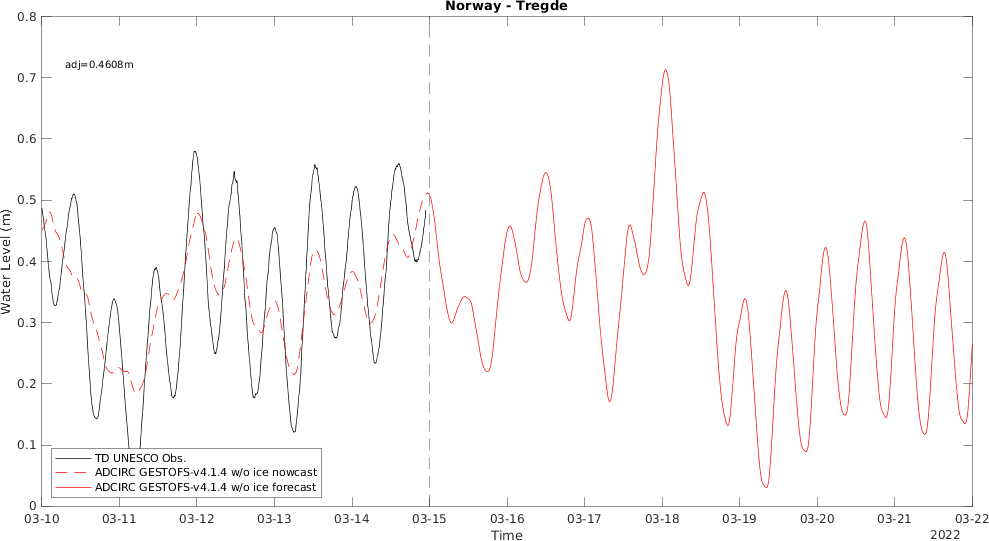 Norway - Tregde
0.8
0.7
0.6
0.5
0.4
0.3
0.2
0.1
0
Water Level (m)
adj=0.4608m
TD UNESCO Obs.
ADCIRC GESTOFS-v4.1.4 w/o ice nowcast
ADCIRC GESTOFS-v4.1.4 w/o ice forecast
03-10 03-11 03-12 03-13 03-14 03-15 03-16 03-17 03-18 03-19 03-20 03-21 03-22
Time
2022